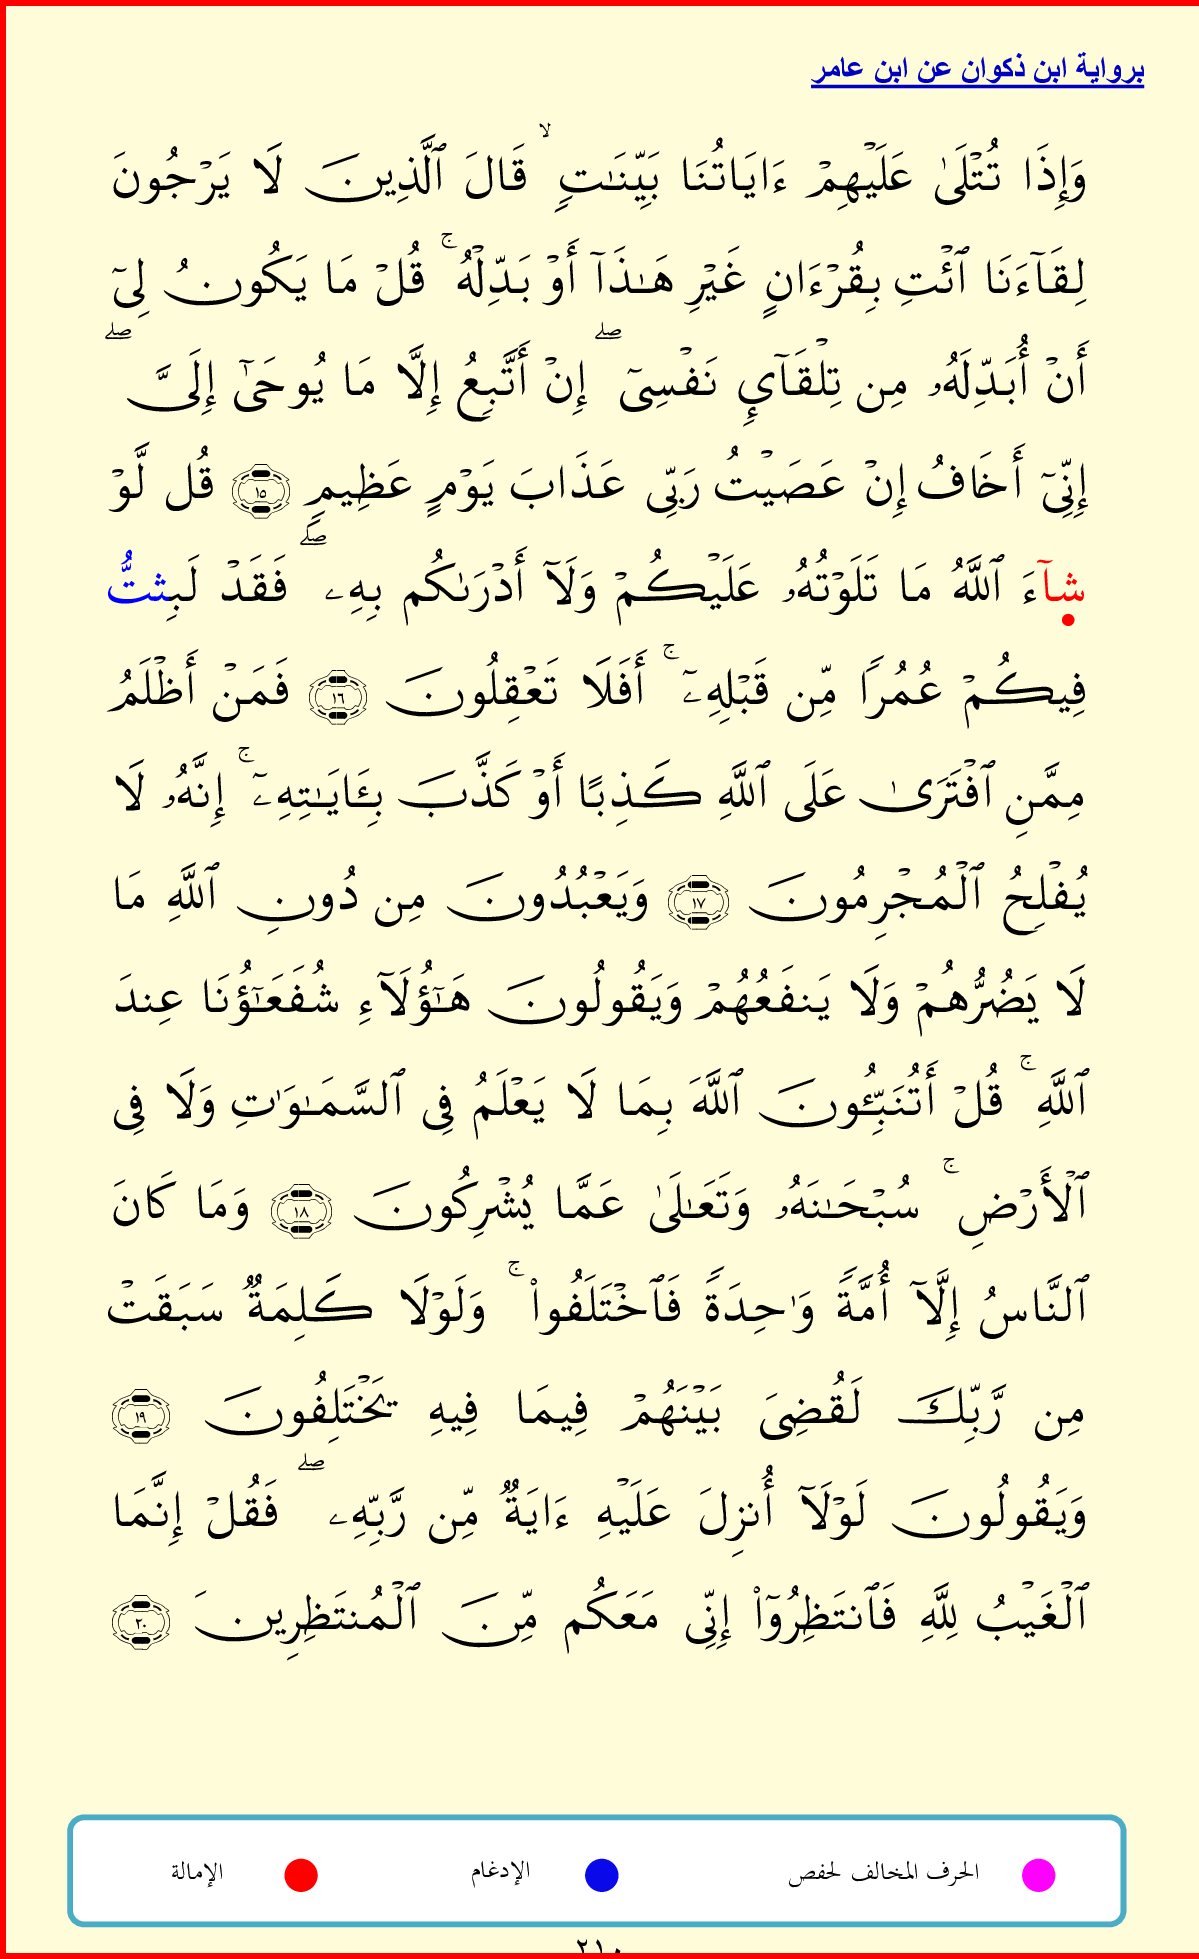 برواية ابن ذكوان عن ابن عامر
وَإِذَا تُتْلَىٰ عَلَيْهِمْ ءَايَاتُنَا بَيِّنَـٰتٍ ۙ قَالَ ٱلَّذِينَ لَا يَرْجُونَ
لِقَآءَنَا ٱئْتِ بِقُرْءَانٍ غَيْرِ هَـٰذَآ أَوْ بَدِّلْهُ ۚ قُلْ مَا يَكُونُ لِىٓ
أَنْ أُبَدِّلَهُۥ مِن تِلْقَآىِٕ نَفْسِىٓ ۖ إِنْ أَتَّبِعُ إِلَّا مَا يُوحَىٰٓ إِلَىَّ ۖ
إِنِّىٓ أَخَافُ إِنْ عَصَيْتُ رَبِّى عَذَابَ يَوْمٍ عَظِيمٍ ١٥ قُل لَّوْ
شَآءَ ٱللَّهُ مَا تَلَوْتُهُۥ عَلَيْكُمْ وَلَآ أَدْرَىٰكُم بِهِۦ ۖ فَقَدْ لَبِثتُّ
فِيكُمْ عُمُرًا مِّن قَبْلِهِۦٓ ۚ أَفَلَا تَعْقِلُونَ ١٦ فَمَنْ أَظْلَمُ
مِمَّنِ ٱفْتَرَىٰ عَلَى ٱللَّهِ كَذِبًا أَوْ كَذَّبَ بِـَٔايَـٰتِهِۦٓ ۚ إِنَّهُۥ لَا
يُفْلِحُ ٱلْمُجْرِمُونَ ١٧ وَيَعْبُدُونَ مِن دُونِ ٱللَّهِ مَا
لَا يَضُرُّهُمْ وَلَا يَنفَعُهُمْ وَيَقُولُونَ هَـٰٓؤُلَآءِ شُفَعَـٰٓؤُنَا عِندَ
ٱللَّهِ ۚ قُلْ أَتُنَبِّـُٔونَ ٱللَّهَ بِمَا لَا يَعْلَمُ فِى ٱلسَّمَـٰوَٰتِ وَلَا فِى
ٱلْأَرْضِ ۚ سُبْحَـٰنَهُۥ وَتَعَـٰلَىٰ عَمَّا يُشْرِكُونَ ١٨ وَمَا كَانَ
ٱلنَّاسُ إِلَّآ أُمَّةً وَٰحِدَةً فَٱخْتَلَفُوا۟ ۚ وَلَوْلَا كَلِمَةٌ سَبَقَتْ
مِن رَّبِّكَ لَقُضِىَ بَيْنَهُمْ فِيمَا فِيهِ يَخْتَلِفُونَ ١٩
وَيَقُولُونَ لَوْلَآ أُنزِلَ عَلَيْهِ ءَايَةٌ مِّن رَّبِّهِۦ ۖ فَقُلْ إِنَّمَا
ٱلْغَيْبُ لِلَّهِ فَٱنتَظِرُوٓا۟ إِنِّى مَعَكُم مِّنَ ٱلْمُنتَظِرِينَ ٢٠
الحرف المخالف لحفص الإدغام الإمالة
٢١٠